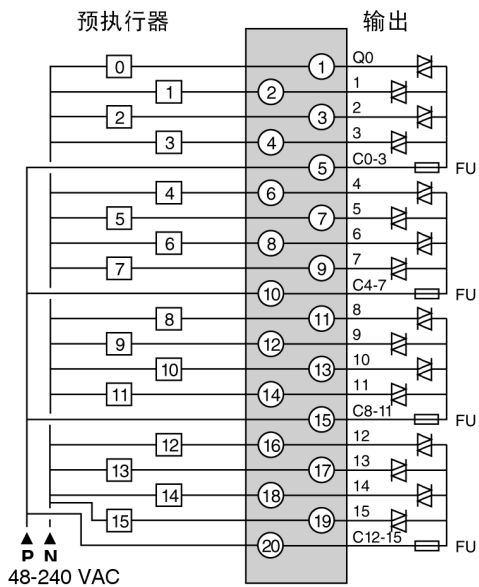 预执行器 输出
0 1 Q0
1 2 1
2 3 2
3 4 3
5 C0-3 FU
4 6 4
5 7 5
6 8 6
7 9 7
10 C4-7 FU
8 11 8
9 12 9
10 13 10
11 14 11
15 C8-11 FU
12 16 12
13 17 13
14 18 14
15 19 15
20 C12-15 FU
P N
48-240 VAC